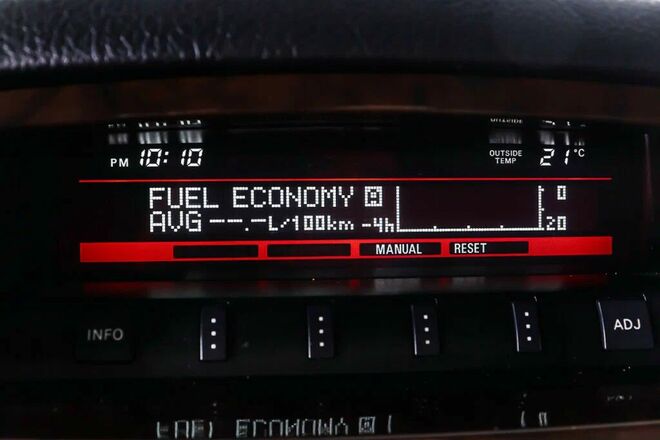 PM 10:10
OUTSIDE TEMP 21°C
FUEL ECONOMY 0
AVG --.-L/100km -4h 20
MANUAL RESET
INFO ADJ